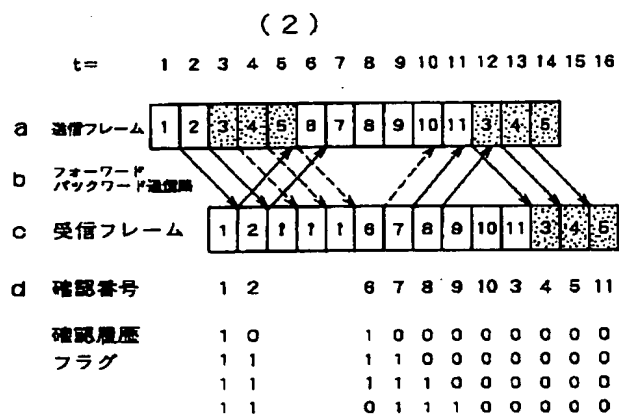 (2)
t= 1 2 3 4 5 6 7 8 9 10 11 12 13 14 15 16
a 送信フレーム 1 2 3 4 5 6 7 8 9 10 11 3 4 5
b フォーワード
バックワード通信路
c 受信フレーム 1 2 6 7 8 9 10 11 3 4 5
d 確認番号 1 2 6 7 8 9 10 3 4 5 11
確認履歴 1 0 1 0 0 0 0 0 0 0 0
フラグ 1 1 1 1 0 0 0 0 0 0 0
1 1 1 1 1 0 0 0 0 0 0
1 1 0 1 1 1 0 0 0 0 0